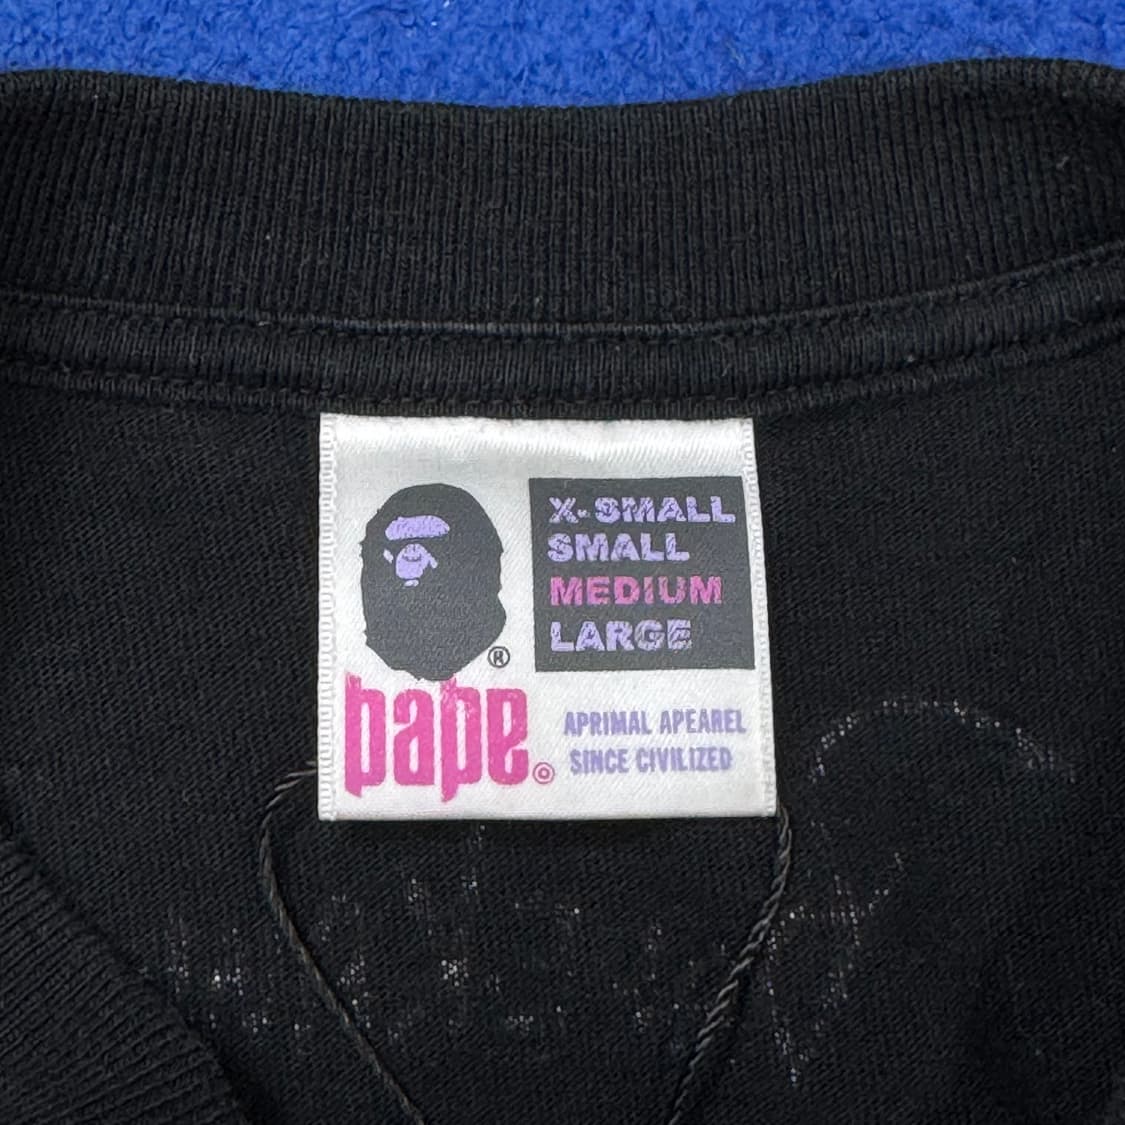 X-SMALL
SMALL
MEDIUM
LARGE
®
bape
APRIMAL APEAREL
SINCE CIVILIZED